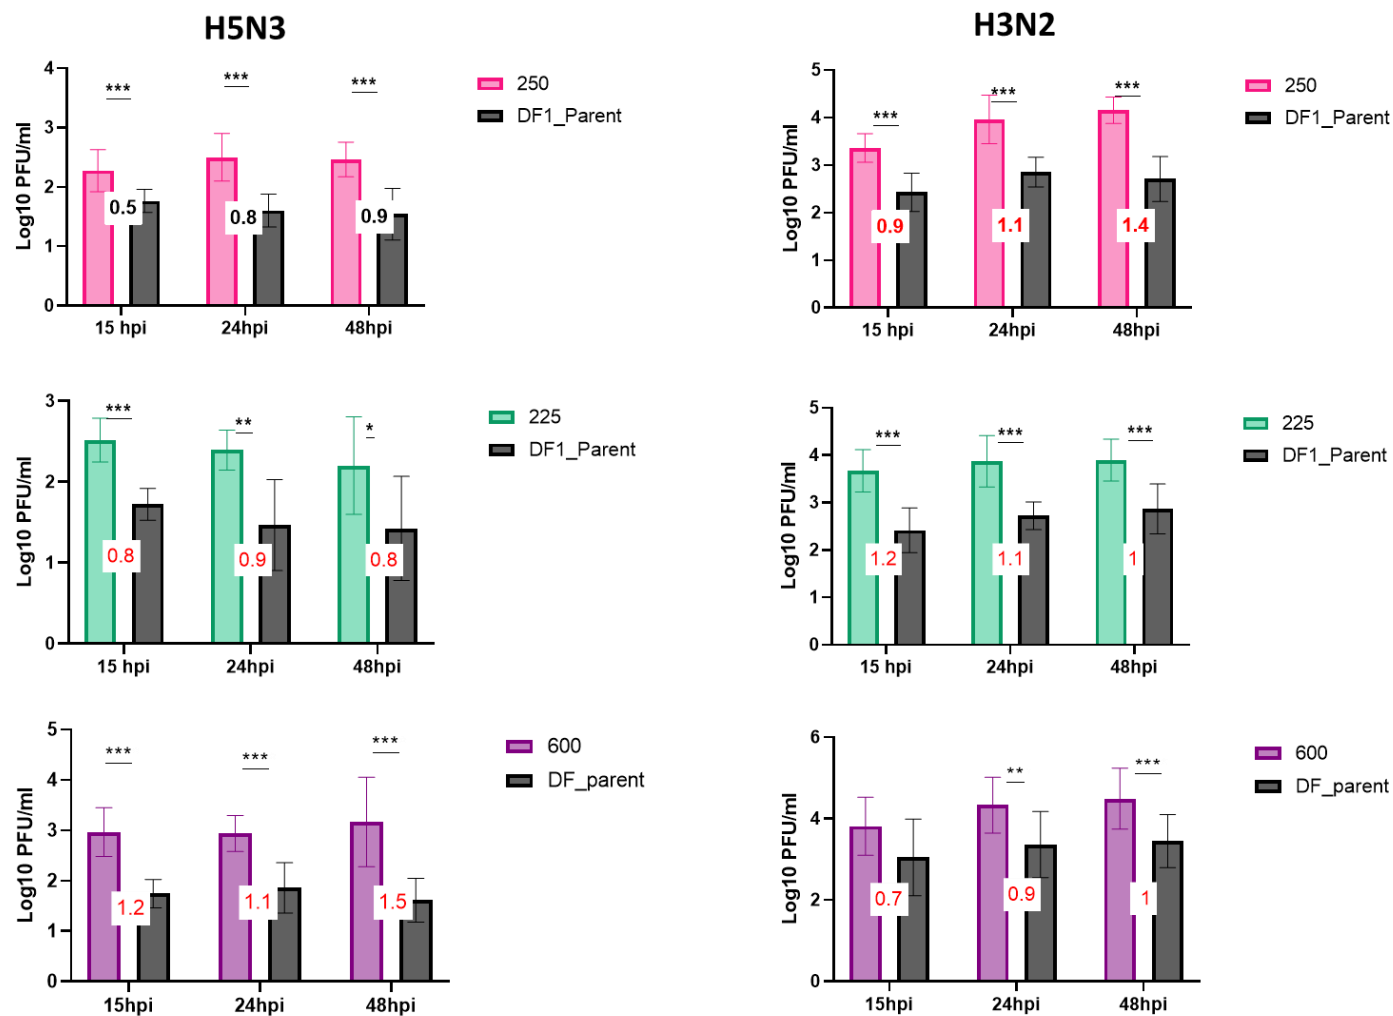 H5N3
Log10 PFU/ml
4
3
2
1
0
***
***
***
0.5
0.8
0.9
15 hpi
24hpi
48hpi
250
DF1_Parent
H3N2
Log10 PFU/ml
5
4
3
2
1
0
***
***
***
0.9
1.1
1.4
15 hpi
24hpi
48hpi
250
DF1_Parent
Log10 PFU/ml
3
2
1
0
***
**
*
0.8
0.9
0.8
15 hpi
24hpi
48hpi
225
DF1_Parent
Log10 PFU/ml
5
4
3
2
1
0
***
***
***
1.2
1.1
1
15 hpi
24hpi
48hpi
225
DF1_Parent
Log10 PFU/ml
5
4
3
2
1
0
***
***
***
1.2
1.1
1.5
15hpi
24hpi
48hpi
600
DF_parent
Log10 PFU/ml
6
4
2
0
**
***
0.7
0.9
1
15hpi
24hpi
48hpi
600
DF_parent